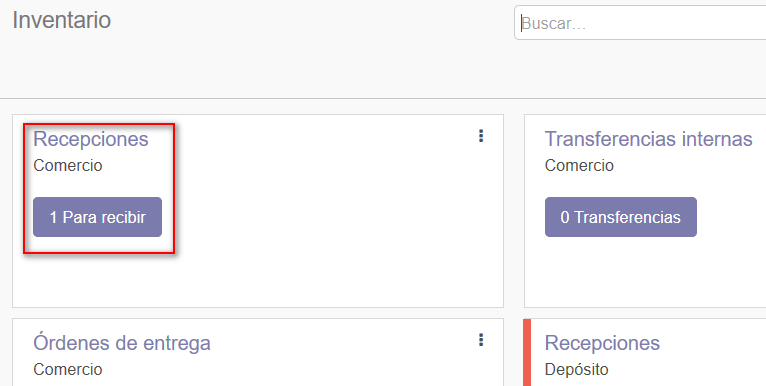 Inventario
Buscar...
Recepciones
Comercio
1 Para recibir
Transferencias internas
Comercio
0 Transferencias
Órdenes de entrega
Comercio
Recepciones
Depósito